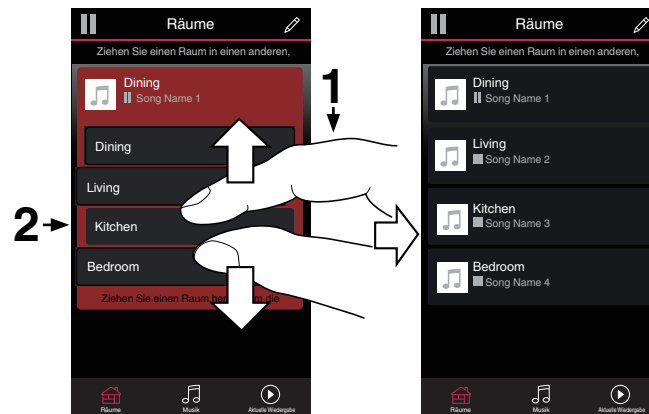 Räume
Ziehen Sie einen Raum in einen anderen,
Dining
Song Name 1
Dining
Living
Kitchen
Bedroom
Ziehen Sie einen Raum die
Räume
Musik
Aktuelle Wiedergabe
1
2
Räume
Ziehen Sie einen Raum in einen anderen,
Dining
Song Name 1
Living
Song Name 2
Kitchen
Song Name 3
Bedroom
Song Name 4
Räume
Musik
Aktuelle Wiedergabe